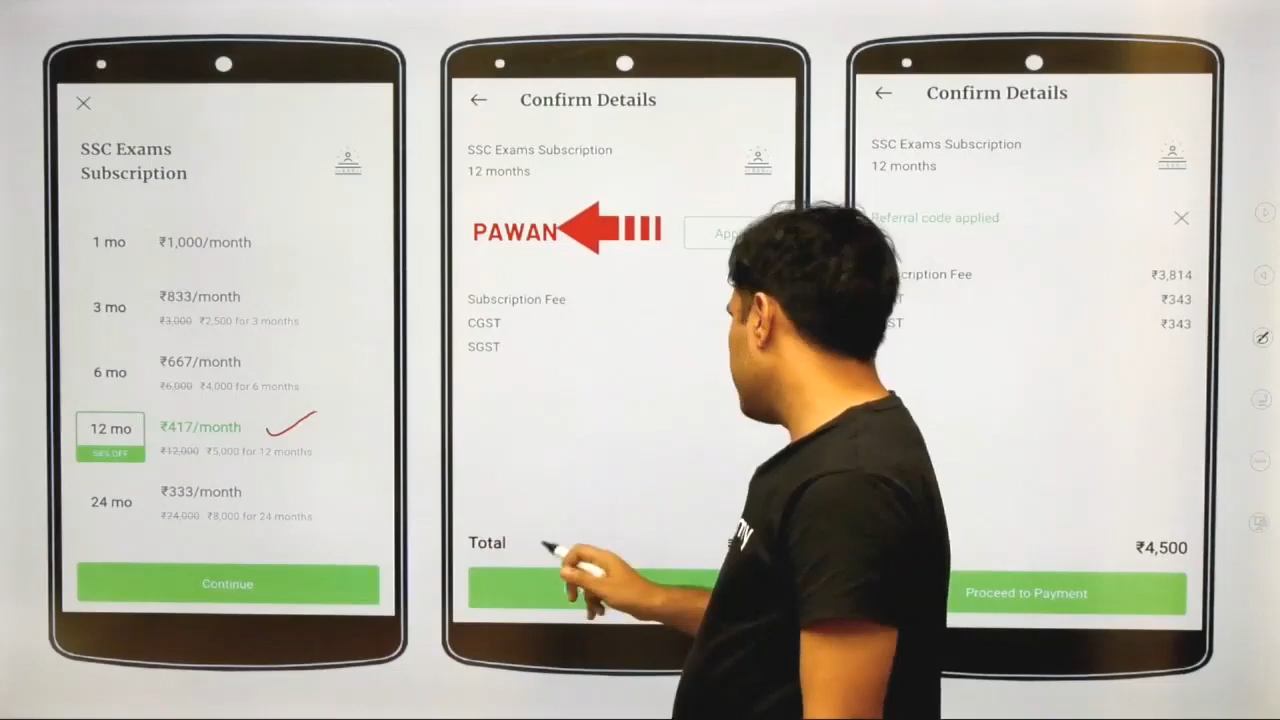 SSC Exams
Subscription
1 mo ₹1,000/month
3 mo ₹833/month
₹3,000 ₹2,500 for 3 months
6 mo ₹667/month
₹6,000 ₹4,000 for 6 months
12 mo ₹417/month
58% OFF ₹12,000 ₹5,000 for 12 months
24 mo ₹333/month
₹24,000 ₹8,000 for 24 months
Continue
Confirm Details
SSC Exams Subscription
12 months
PAWAN
Subscription Fee
CGST
SGST
Total
Confirm Details
SSC Exams Subscription
12 months
Referral code applied
Fee ₹3,814
₹343
₹343
₹4,500
Proceed to Payment